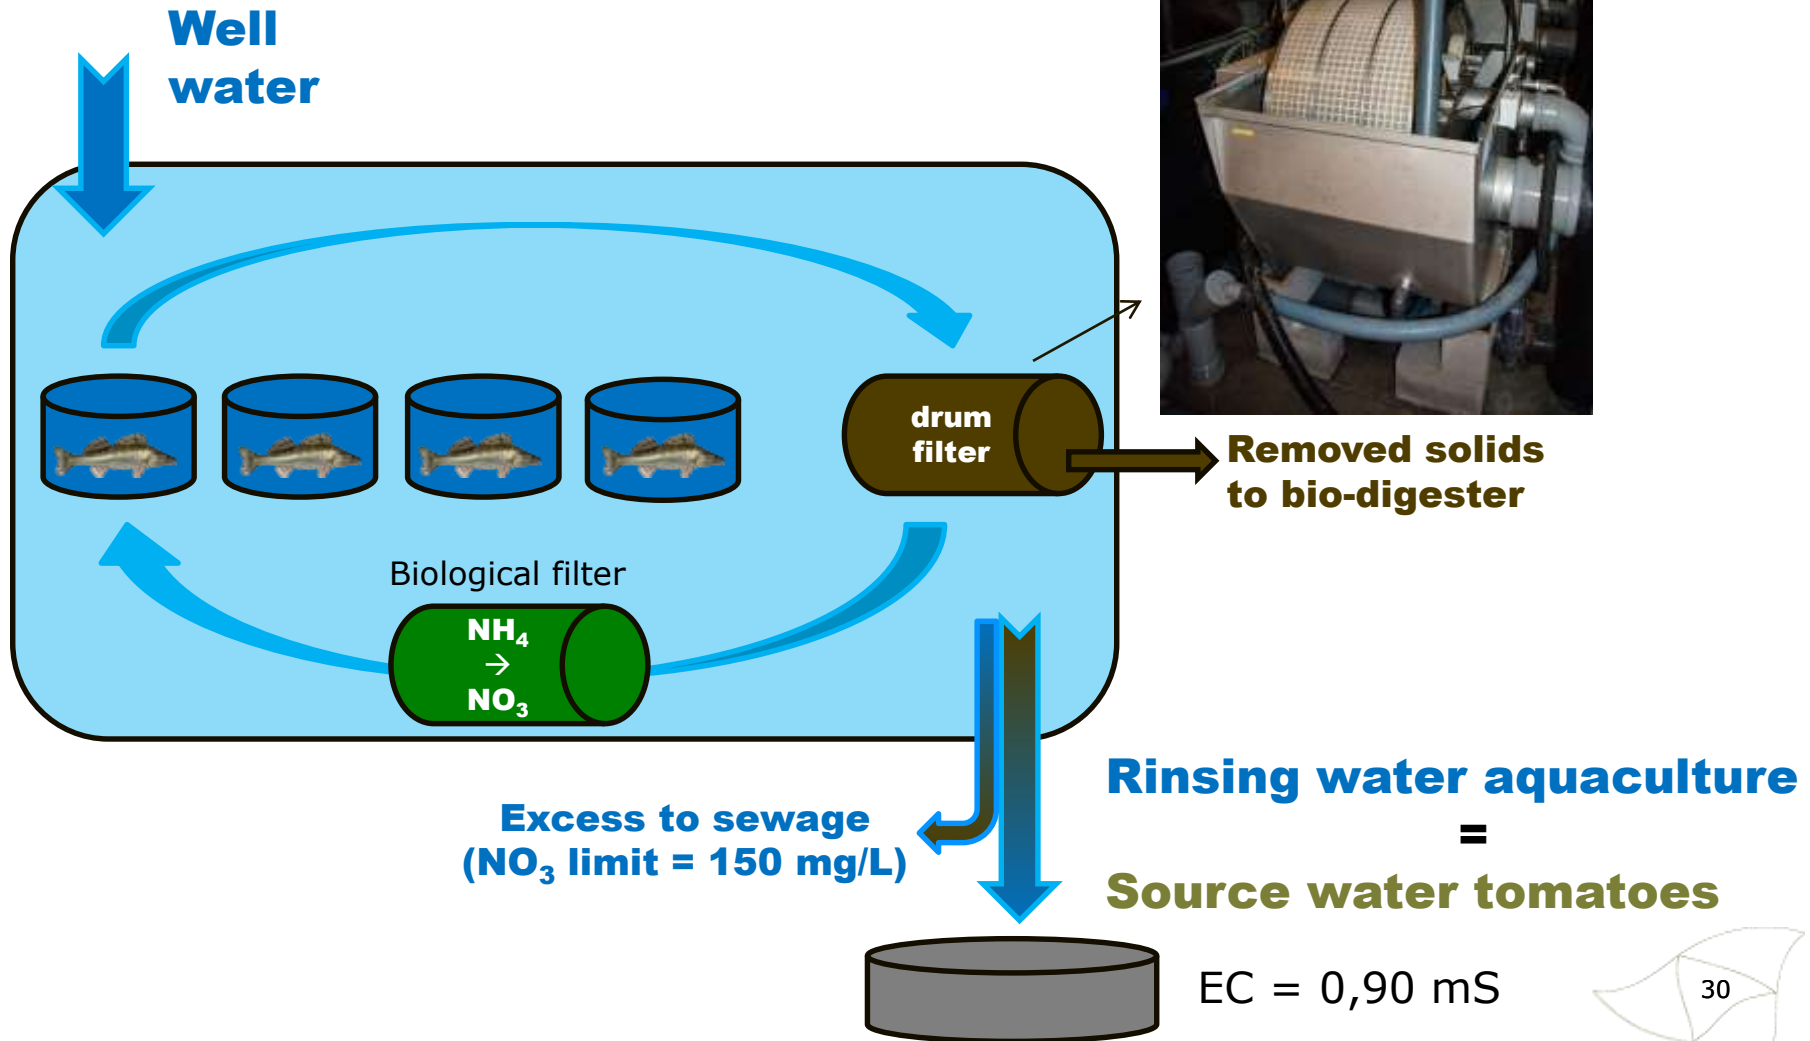 Well
water
drum
filter
Removed solids
to bio-digester
Biological filter
NH₄
→
NO₃
Excess to sewage
(NO₃ limit = 150 mg/L)
Rinsing water aquaculture
=
Source water tomatoes
EC = 0,90 mS
30